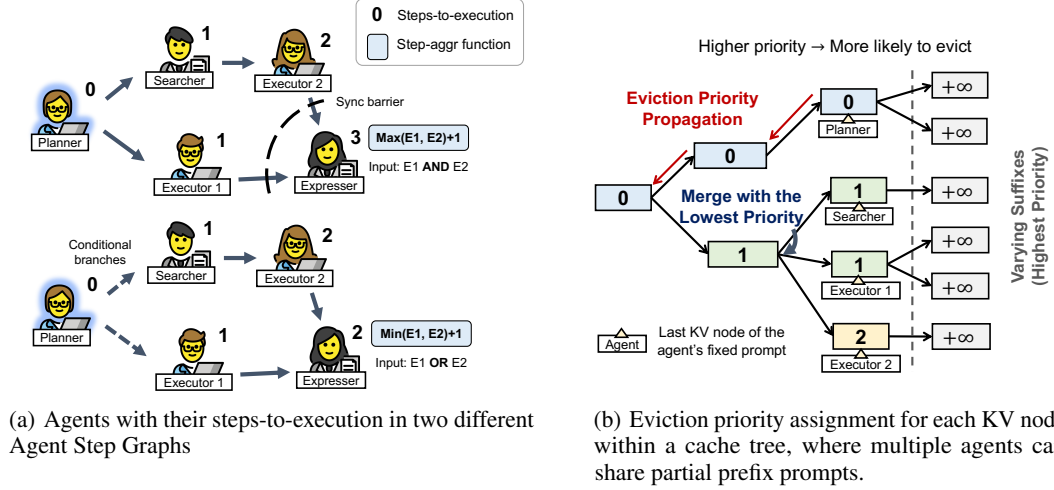 0 Steps-to-execution
Step-aggr function
0
Planner
1
Searcher
2
Executor 2
Sync barrier
1
Executor 1
3
Expresser
Max(E1, E2)+1
Input: E1 AND E2
Conditional
branches
0
Planner
1
Searcher
2
Executor 2
1
Executor 1
2
Expresser
Min(E1, E2)+1
Input: E1 OR E2
(a) Agents with their steps-to-execution in two different
Agent Step Graphs
Higher priority → More likely to evict
Eviction Priority
Propagation
0
Planner
+∞
+∞
0
0
Merge with the
Lowest Priority
1
1
Searcher
+∞
1
Executor 1
+∞
+∞
2
Executor 2
+∞
Varying Suffixes
(Highest Priority)
Agent
Last KV node of the
agent's fixed prompt
(b) Eviction priority assignment for each KV nod
within a cache tree, where multiple agents ca
share partial prefix prompts.